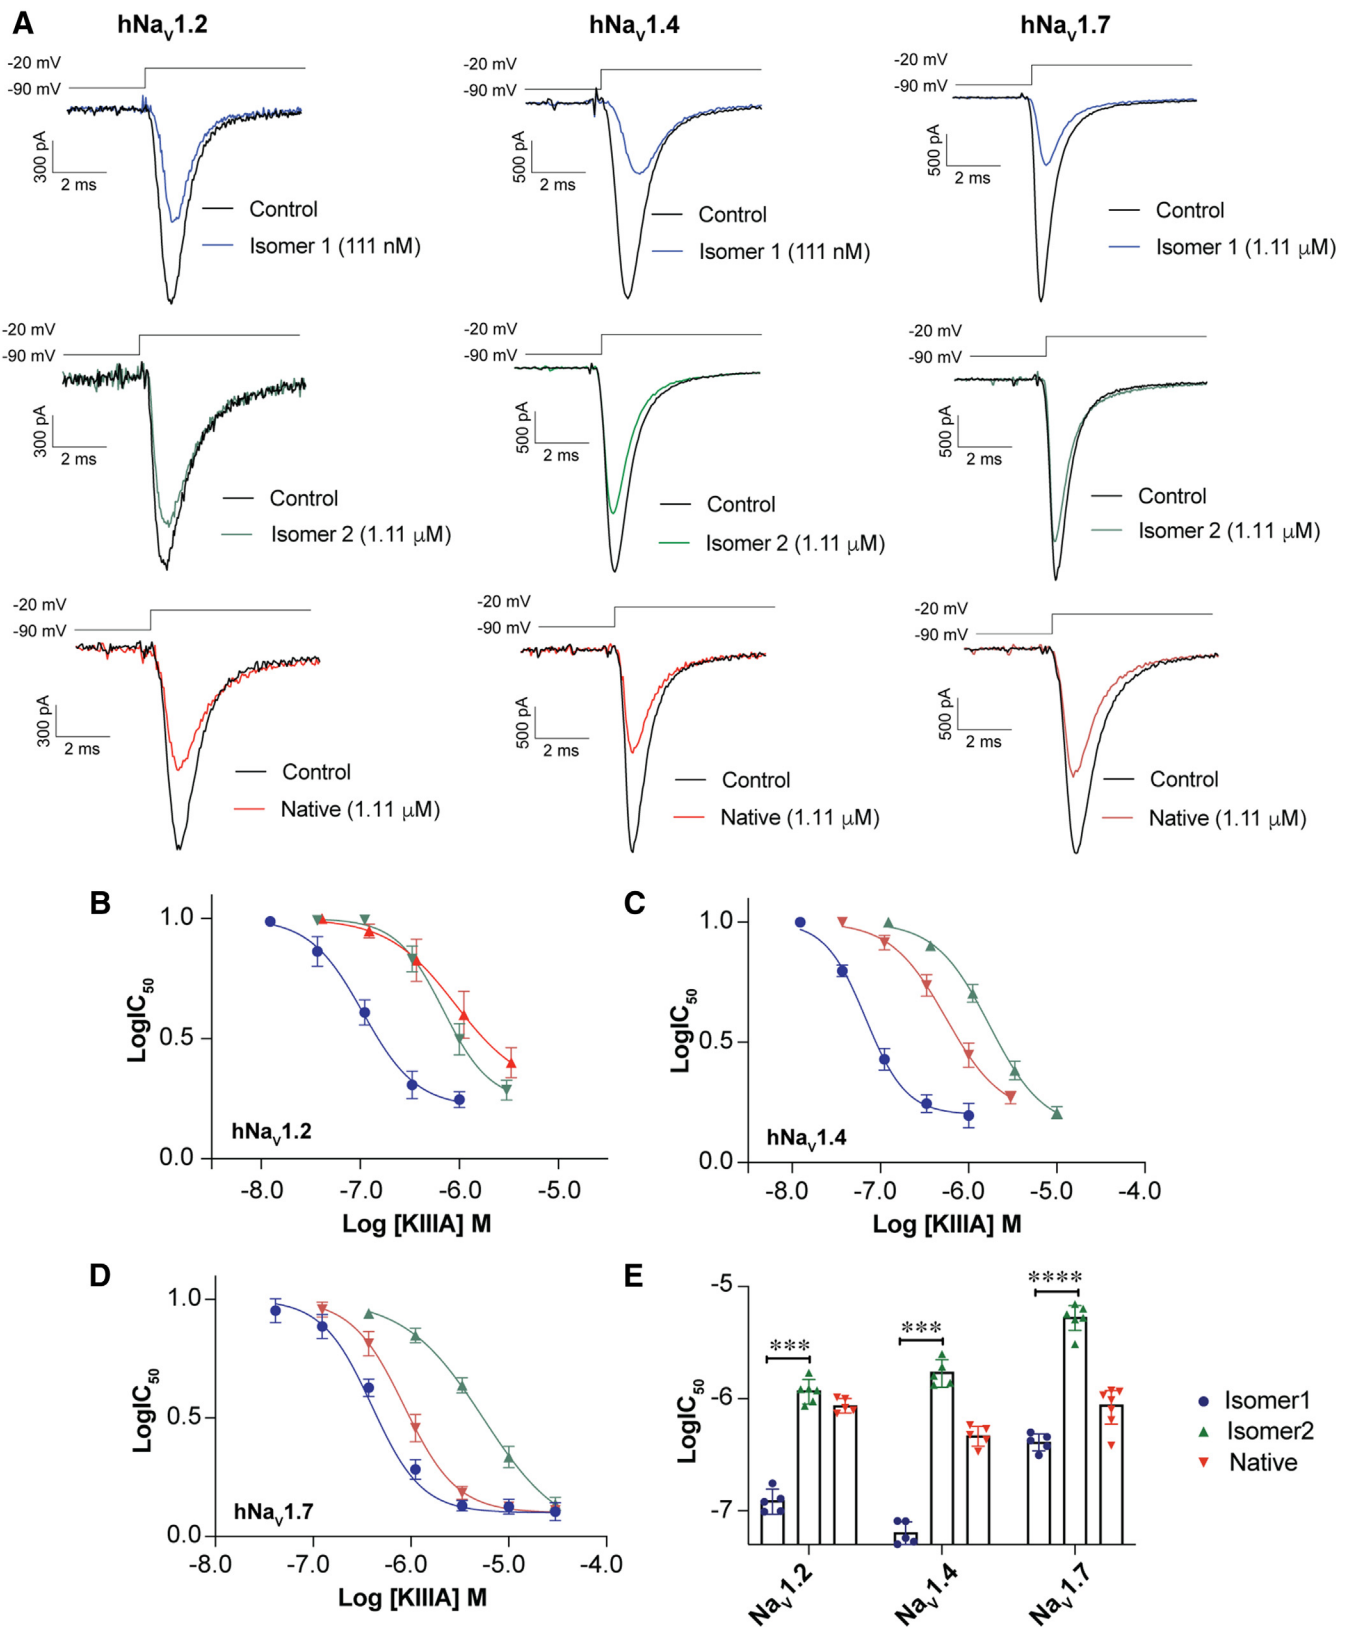 A
hNaV1.2
hNaV1.4
hNaV1.7
-20 mV
-90 mV
300 pA
2 ms
Control
Isomer 1 (111 nM)
-20 mV
-90 mV
500 pA
2 ms
Control
Isomer 1 (111 nM)
-20 mV
-90 mV
500 pA
2 ms
Control
Isomer 1 (1.11 μM)
-20 mV
-90 mV
300 pA
2 ms
Control
Isomer 2 (1.11 μM)
-20 mV
-90 mV
500 pA
2 ms
Control
Isomer 2 (1.11 μM)
-20 mV
-90 mV
500 pA
2 ms
Control
Isomer 2 (1.11 μM)
-20 mV
-90 mV
300 pA
2 ms
Control
Native (1.11 μM)
-20 mV
-90 mV
500 pA
2 ms
Control
Native (1.11 μM)
-20 mV
-90 mV
500 pA
2 ms
Control
Native (1.11 μM)
B
LogIC50
1.0
0.5
0.0
hNaV1.2
-8.0 -7.0 -6.0 -5.0
Log [KIIIA] M
C
LogIC50
1.0
0.5
0.0
hNaV1.4
-8.0 -7.0 -6.0 -5.0 -4.0
Log [KIIIA] M
D
LogIC50
1.0
0.5
0.0
hNaV1.7
-8.0 -7.0 -6.0 -5.0 -4.0
Log [KIIIA] M
E
LogIC50
-5
-6
-7
***
***
****
NaV1.2
NaV1.4
NaV1.7
Isomer1
Isomer2
Native